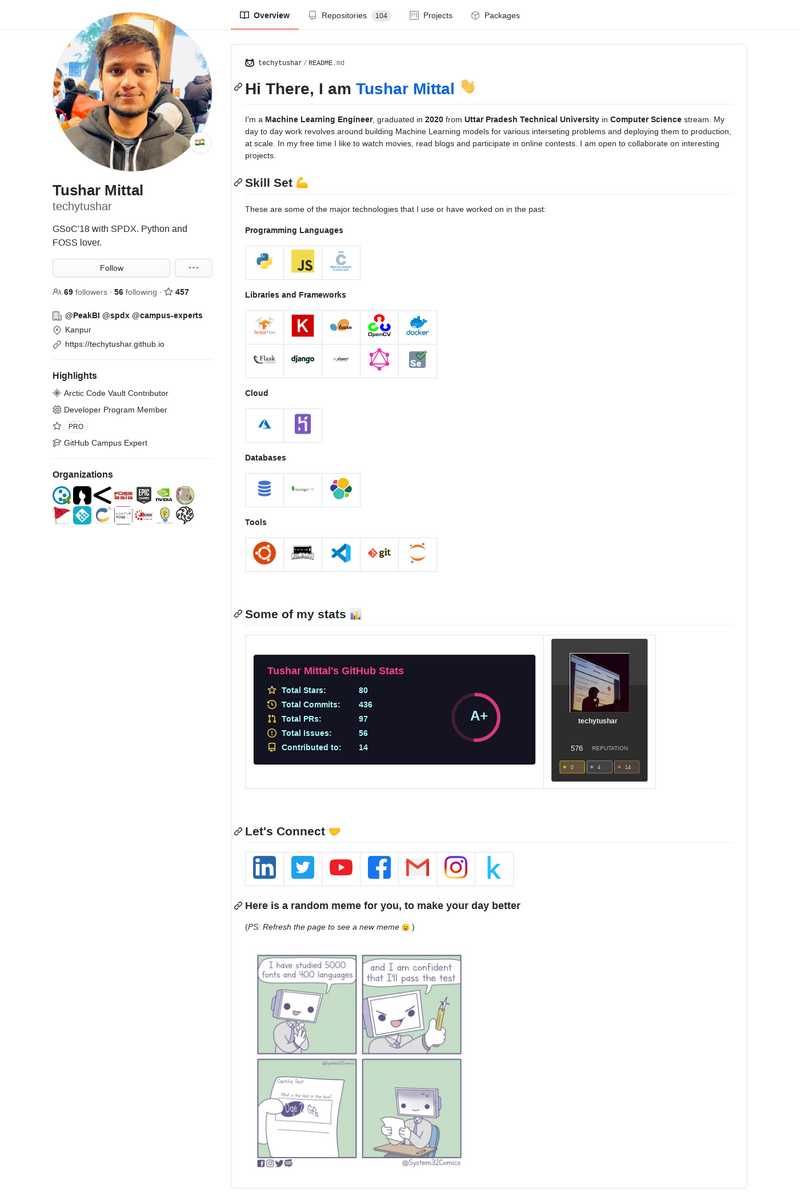 Overview
Repositories 104
Projects
Packages
Tushar Mittal
techytushar
GSoC'18 with SPDX. Python and
FOSS lover.
Follow
69 followers · 56 following · 457
@PeakBI @spdx @campus-experts
Kanpur
https://techytushar.github.io
Highlights
Arctic Code Vault Contributor
Developer Program Member
PRO
GitHub Campus Expert
Organizations
EPIC
NVIDIA
techytushar / README.md
Hi There, I am Tushar Mittal
I'm a Machine Learning Engineer, graduated in 2020 from Uttar Pradesh Technical University in Computer Science stream. My
day to day work revolves around building Machine Learning models for various interseting problems and deploying them to production,
at scale. In my free time I like to watch movies, read blogs and participate in online contests. I am open to collaborate on interesting
projects.
Skill Set
These are some of the major technologies that I use or have worked on in the past:
Programming Languages
JS
C
Libraries and Frameworks
K
OpenCV
docker
Flask
django
Se
Cloud
Databases
Tools
git
Some of my stats
Tushar Mittal's GitHub Stats
Total Stars: 80
Total Commits: 436
Total PRs: 97
Total Issues: 56
Contributed to: 14
A+
techytushar
576 REPUTATION
0 4 14
Let's Connect
in
k
Here is a random meme for you, to make your day better
(PS: Refresh the page to see a new meme )
I have studied 5000
fonts and 400 languages
and I am confident
that I'll pass the test
@System32Comics
Captcha Test
What is the text in the box?
@System32Comics